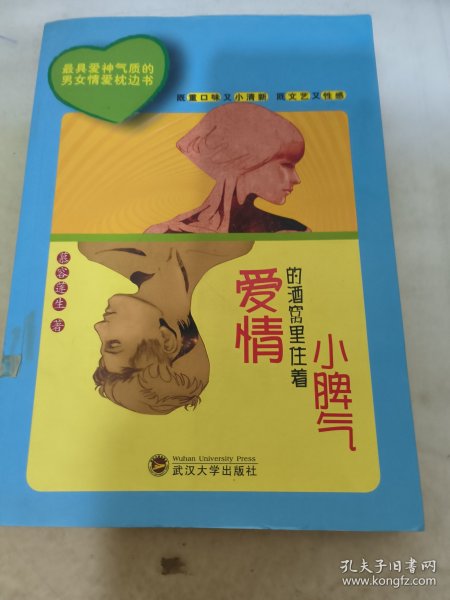 最具爱神气质的
男女情爱枕边书
既重口味又小清新 既文艺又性感
爱情
的酒窝里住着
小脾气
慕容莲生 著
Wuhan University Press
武汉大学出版社
孔夫子旧书网
www.kongfz.com